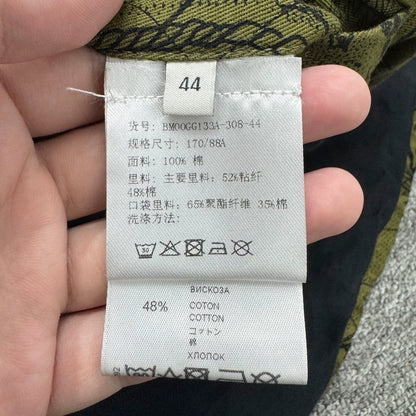 44
货号: BM00GG133A-308-44
规格尺寸: 170/88A
面料: 100% 棉
里料: 主要里料: 52%粘纤
48%棉
口袋里料: 65%聚酯纤维 35%棉
洗涤方法:
30
ВИСКОЗА
48% COTON
COTTON
コットン
棉
ХЛОПОК